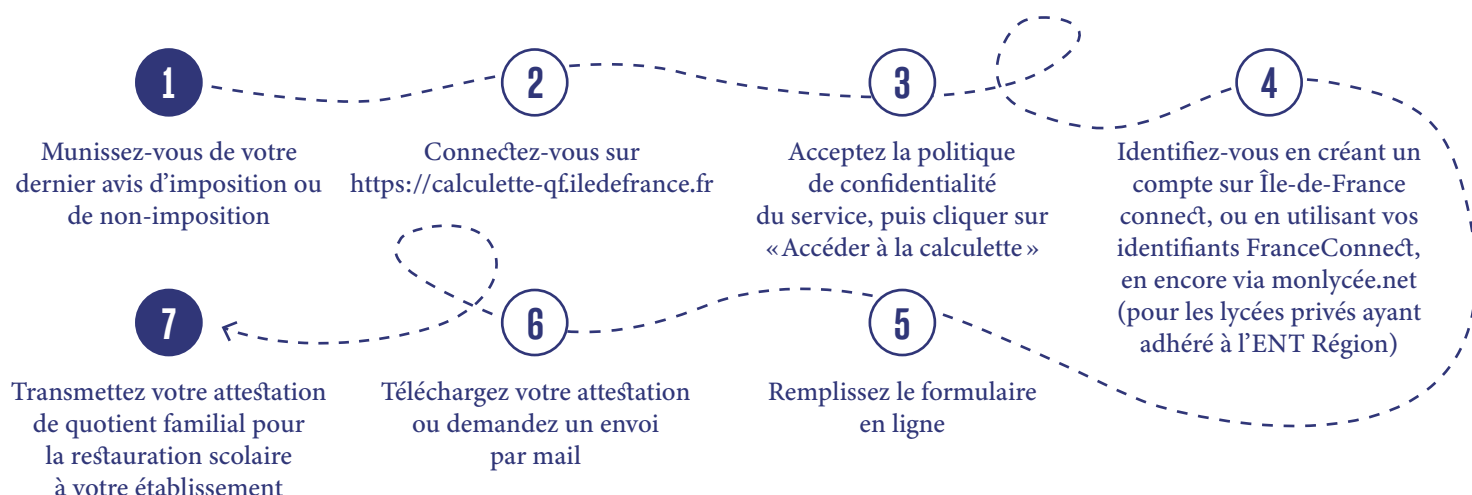 1
Munissez-vous de votre
dernier avis d'imposition ou
de non-imposition
2
Connectez-vous sur
https://calculette-qf.iledefrance.fr
3
Acceptez la politique
de confidentialité
du service, puis cliquer sur
«Accéder à la calculette»
4
Identifiez-vous en créant un
compte sur Île-de-France
connect, ou en utilisant vos
identifiants FranceConnect,
en encore via monlycée.net
(pour les lycées privés ayant
adhéré à l'ENT Région)
5
Remplissez le formulaire
en ligne
6
Téléchargez votre attestation
ou demandez un envoi
par mail
7
Transmettez votre attestation
de quotient familial pour
la restauration scolaire
à votre établissement